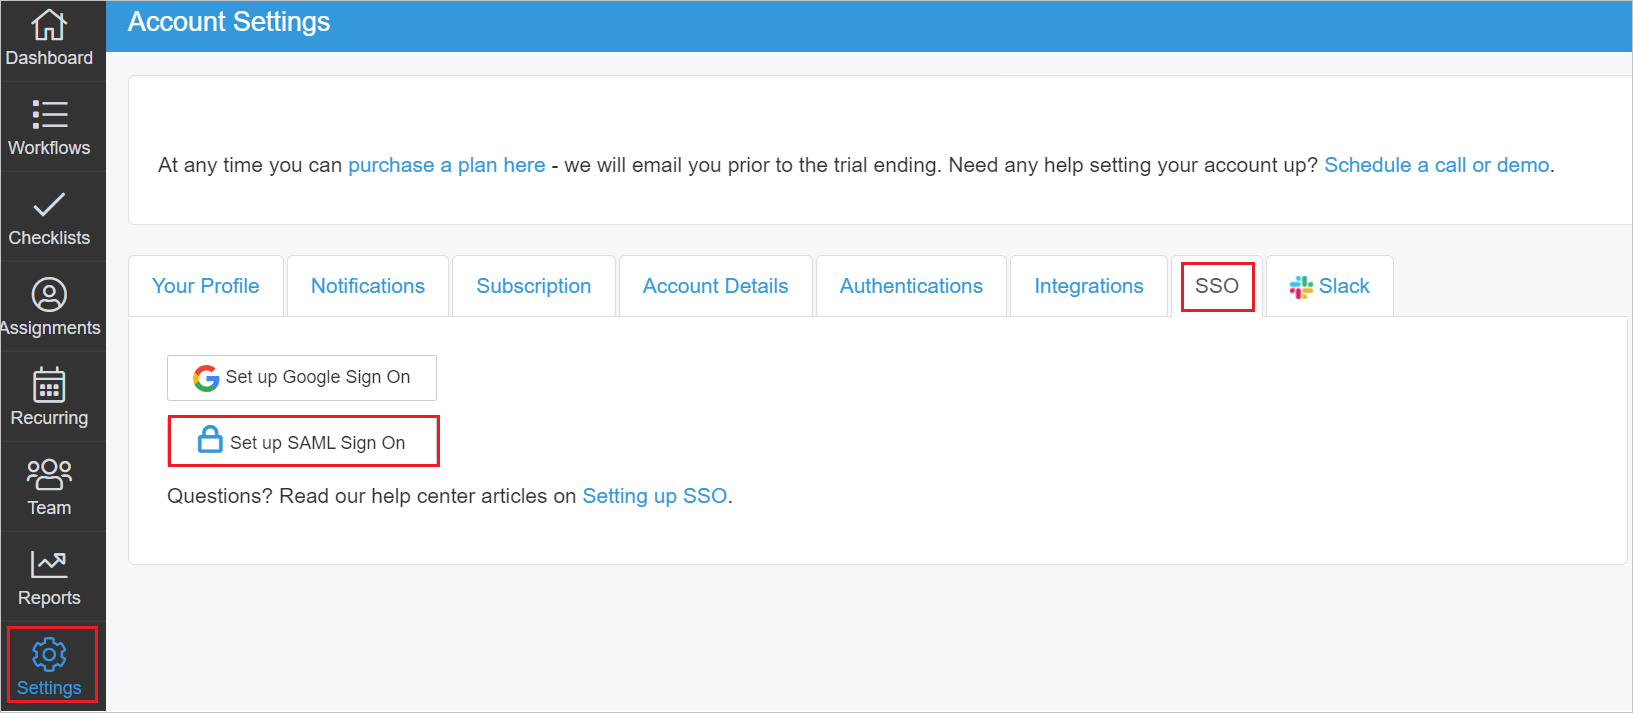 Account Settings
Dashboard
Workflows
Checklists
Assignments
Recurring
Team
Reports
Settings
At any time you can purchase a plan here - we will email you prior to the trial ending. Need any help setting your account up? Schedule a call or demo.
Your Profile
Notifications
Subscription
Account Details
Authentications
Integrations
SSO
Slack
Set up Google Sign On
Set up SAML Sign On
Questions? Read our help center articles on Setting up SSO.